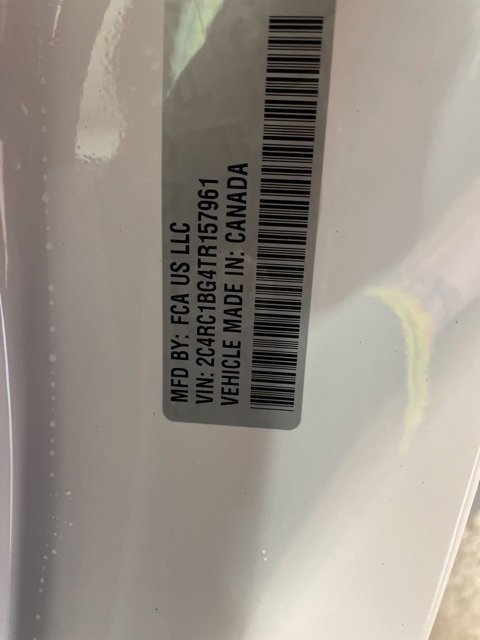 MFD BY: FCA US LLC
VIN: 2C4RC1BG4TR157961
VEHICLE MADE IN: CANADA